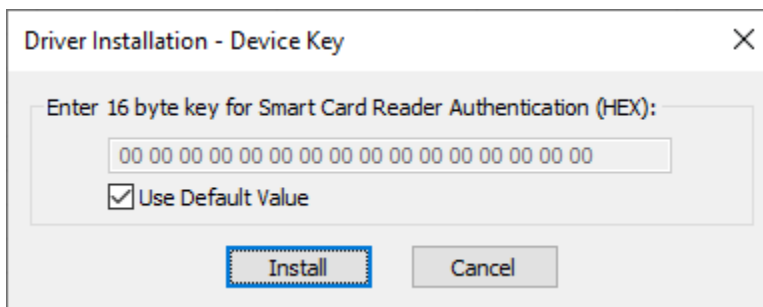 Driver Installation - Device Key
Enter 16 byte key for Smart Card Reader Authentication (HEX):
00 00 00 00 00 00 00 00 00 00 00 00 00 00 00 00
Use Default Value
Install Cancel